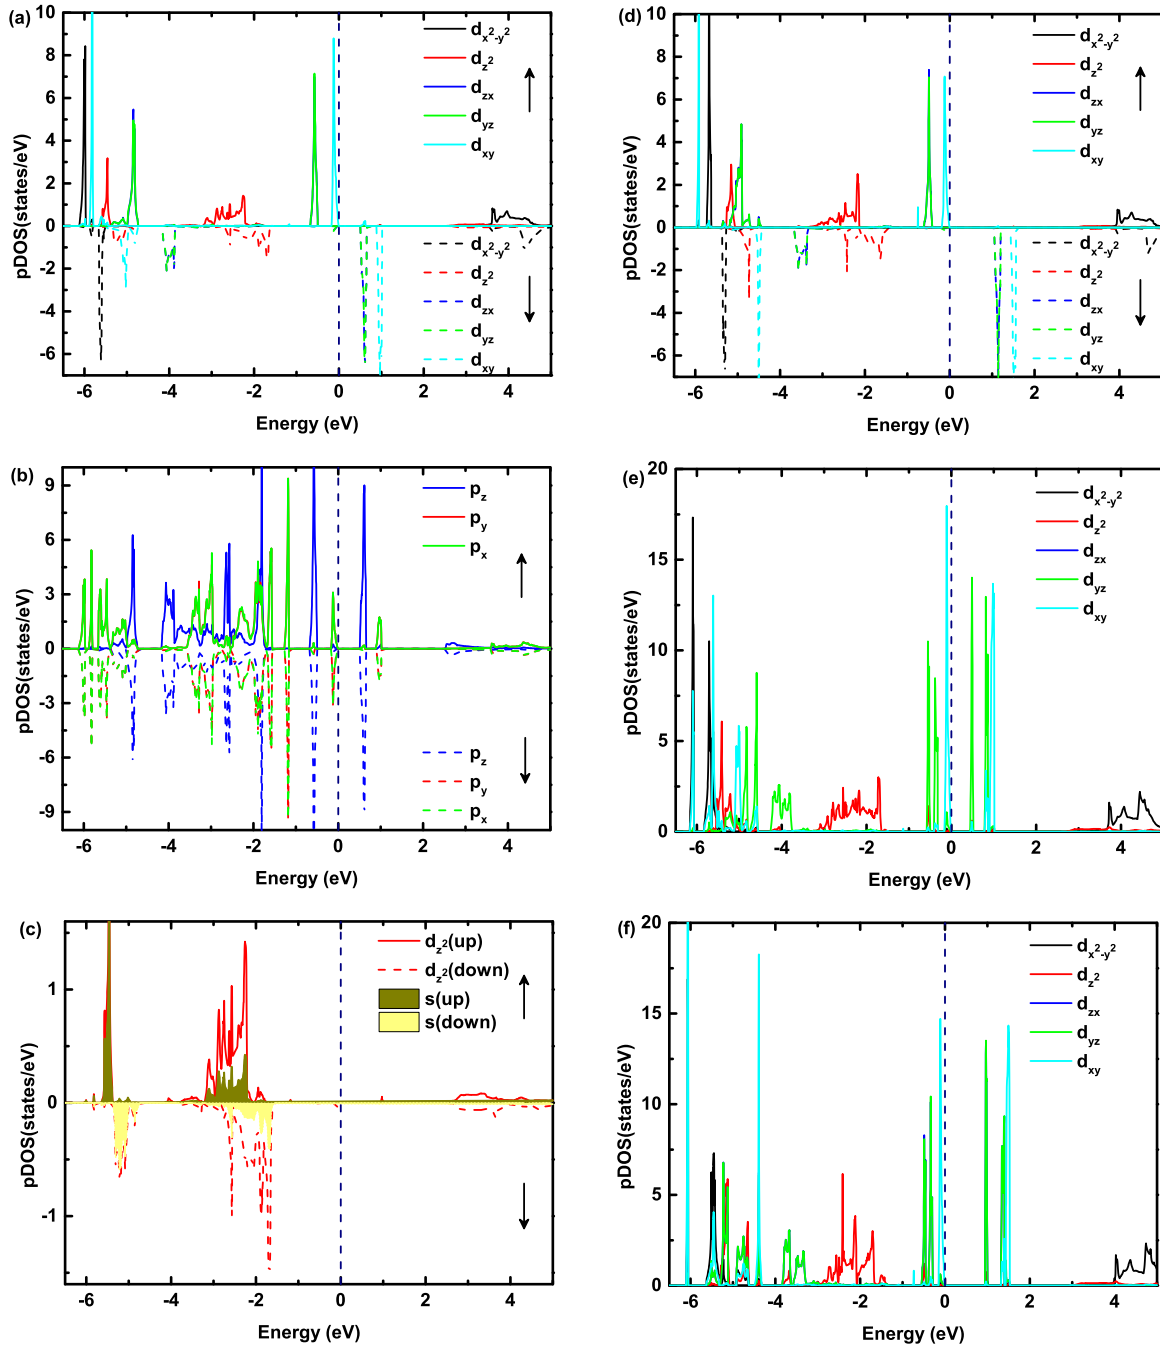 (a)
10
8
6
4
2
0
-2
-4
-6
pDOS(states/eV)
-6 -4 -2 0 2 4
Energy (eV)
dx²-y²
dz²
dzx
dyz
dxy
dx²-y²
dz²
dzx
dyz
dxy
(d)
10
8
6
4
2
0
-2
-4
-6
pDOS(states/eV)
-6 -4 -2 0 2 4
Energy (eV)
dx²-y²
dz²
dzx
dyz
dxy
dx²-y²
dz²
dzx
dyz
dxy
(b)
9
6
3
0
-3
-6
-9
pDOS(states/eV)
-6 -4 -2 0 2 4
Energy (eV)
pz
py
px
pz
py
px
(e)
20
15
10
5
0
pDOS(states/eV)
-6 -4 -2 0 2 4
Energy (eV)
dx²-y²
dz²
dzx
dyz
dxy
(c)
1
0
-1
pDOS(states/eV)
-6 -4 -2 0 2 4
Energy (eV)
dz²(up)
dz²(down)
s(up)
s(down)
(f)
20
15
10
5
0
pDOS(states/eV)
-6 -4 -2 0 2 4
Energy (eV)
dx²-y²
dz²
dzx
dyz
dxy